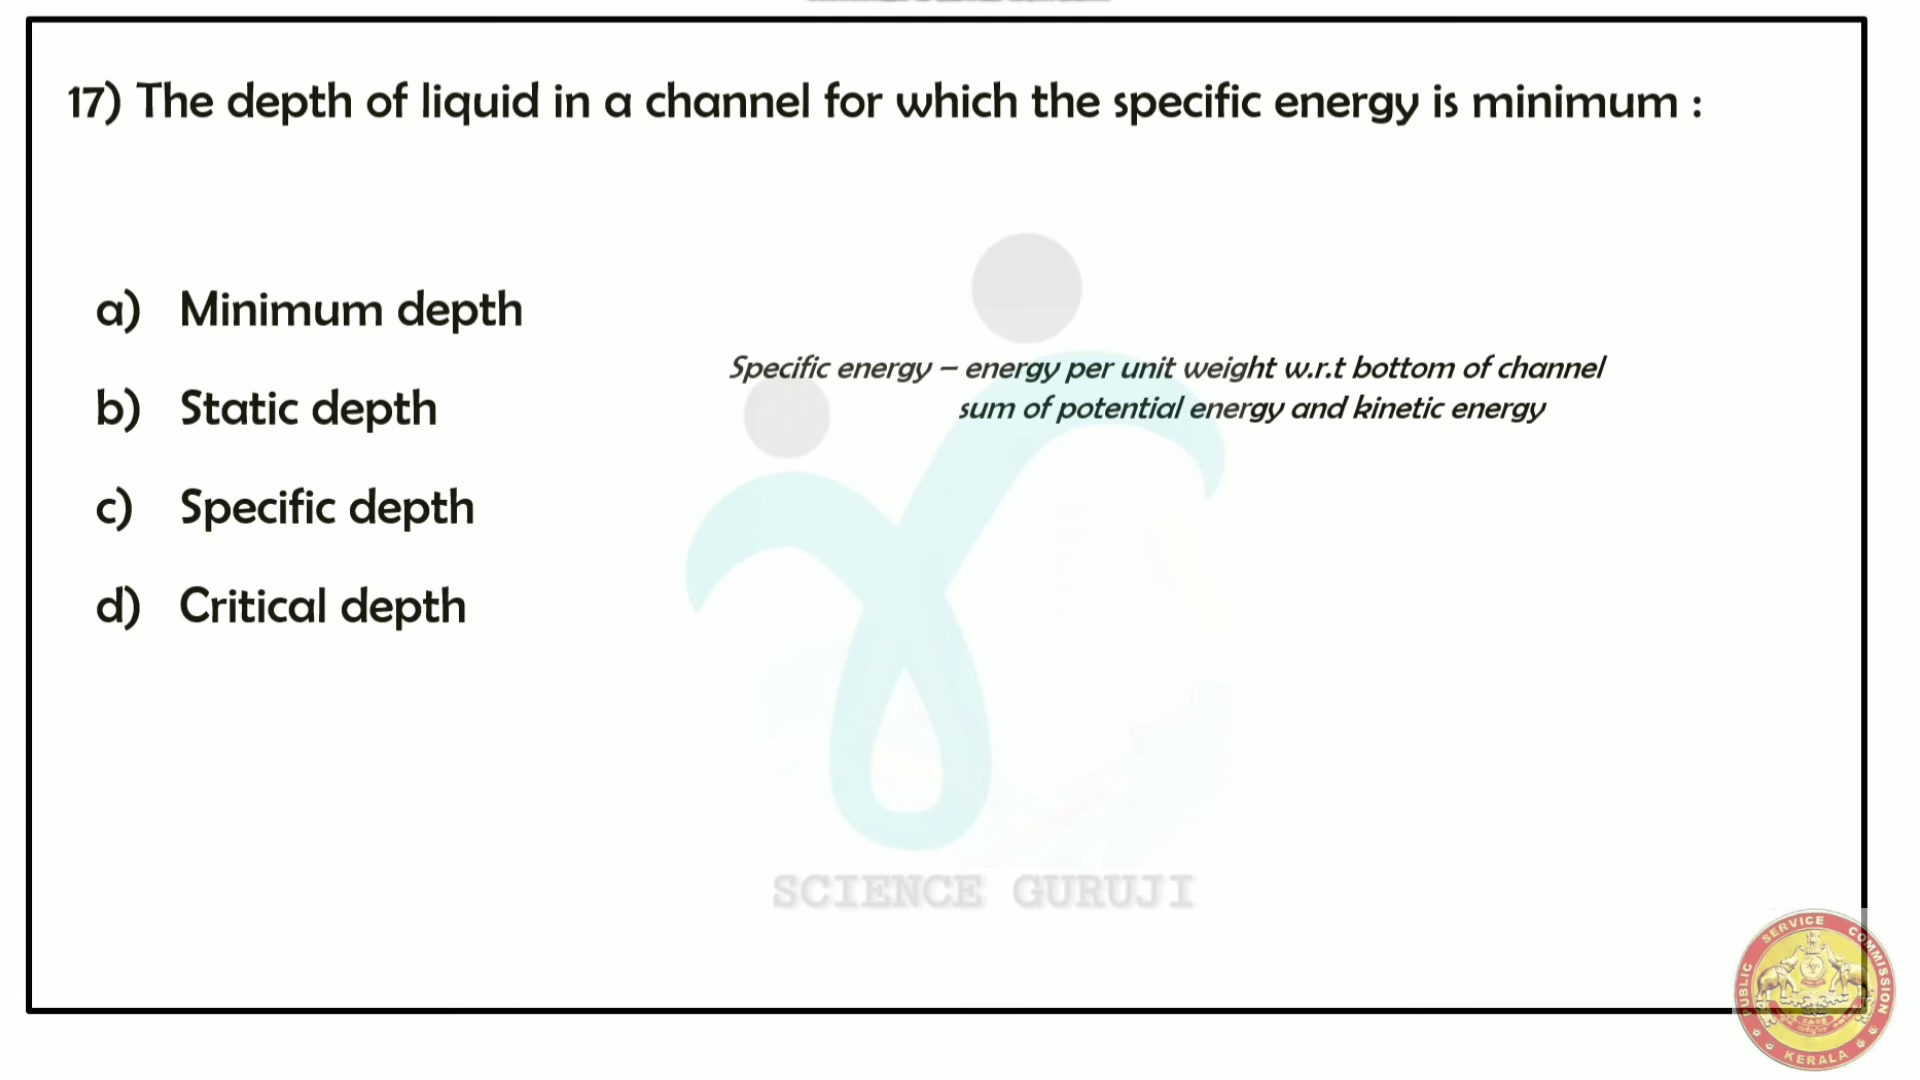 17) The depth of liquid in a channel for which the specific energy is minimum :
a) Minimum depth
Specific energy – energy per unit weight w.r.t bottom of channel
b) Static depth
sum of potential energy and kinetic energy
c) Specific depth
d) Critical depth
SCIENCE GURUJI
PUBLIC SERVICE COMMISSION
KERALA